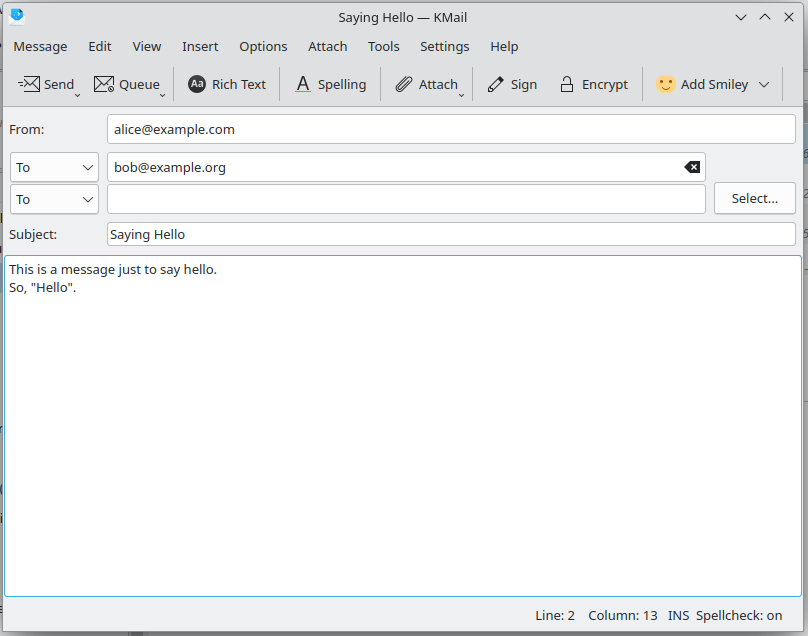 Saying Hello — KMail
Message Edit View Insert Options Attach Tools Settings Help
Send Queue Aa Rich Text A Spelling Attach Sign Encrypt Add Smiley
From: alice@example.com
To bob@example.org
To
Select...
Subject: Saying Hello
This is a message just to say hello.
So, "Hello".
Line: 2 Column: 13 INS Spellcheck: on